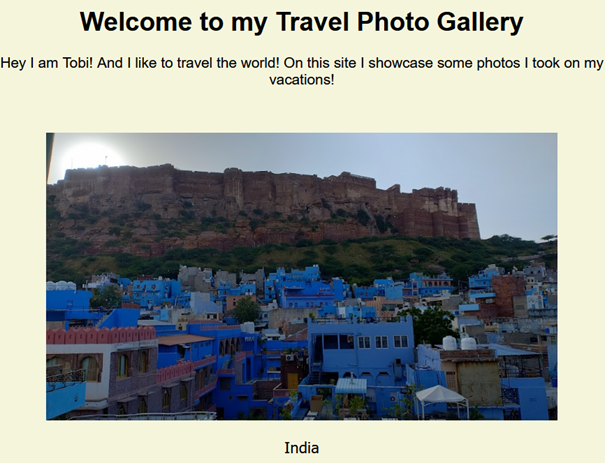 Welcome to my Travel Photo Gallery
Hey I am Tobi! And I like to travel the world! On this site I showcase some photos I took on my
vacations!
India